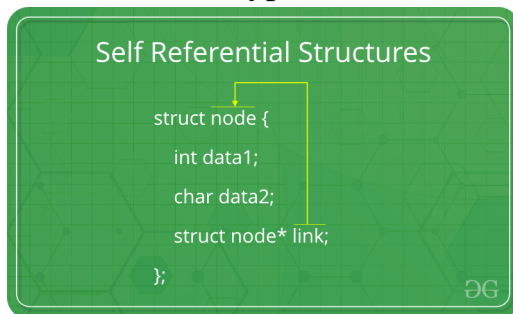 Self Referential Structures
struct node {
int data1;
char data2;
struct node* link;
};